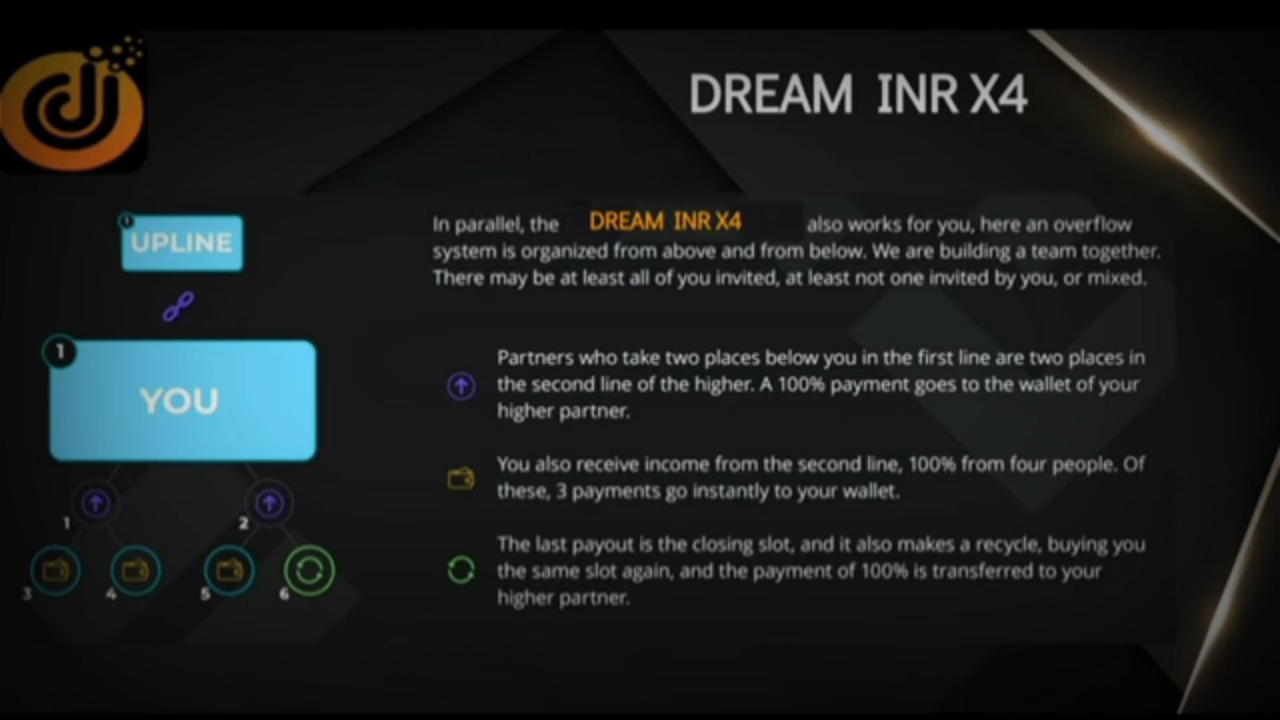 DREAM INR X4
1
UPLINE
1
YOU
1
2
3
4
5
6
In parallel, the DREAM INR X4 also works for you, here an overflow
system is organized from above and from below. We are building a team together.
There may be at least all of you invited, at least not one invited by you, or mixed.
Partners who take two places below you in the first line are two places in
the second line of the higher. A 100% payment goes to the wallet of your
higher partner.
You also receive income from the second line, 100% from four people. Of
these, 3 payments go instantly to your wallet.
The last payout is the closing slot, and it also makes a recycle, buying you
the same slot again, and the payment of 100% is transferred to your
higher partner.